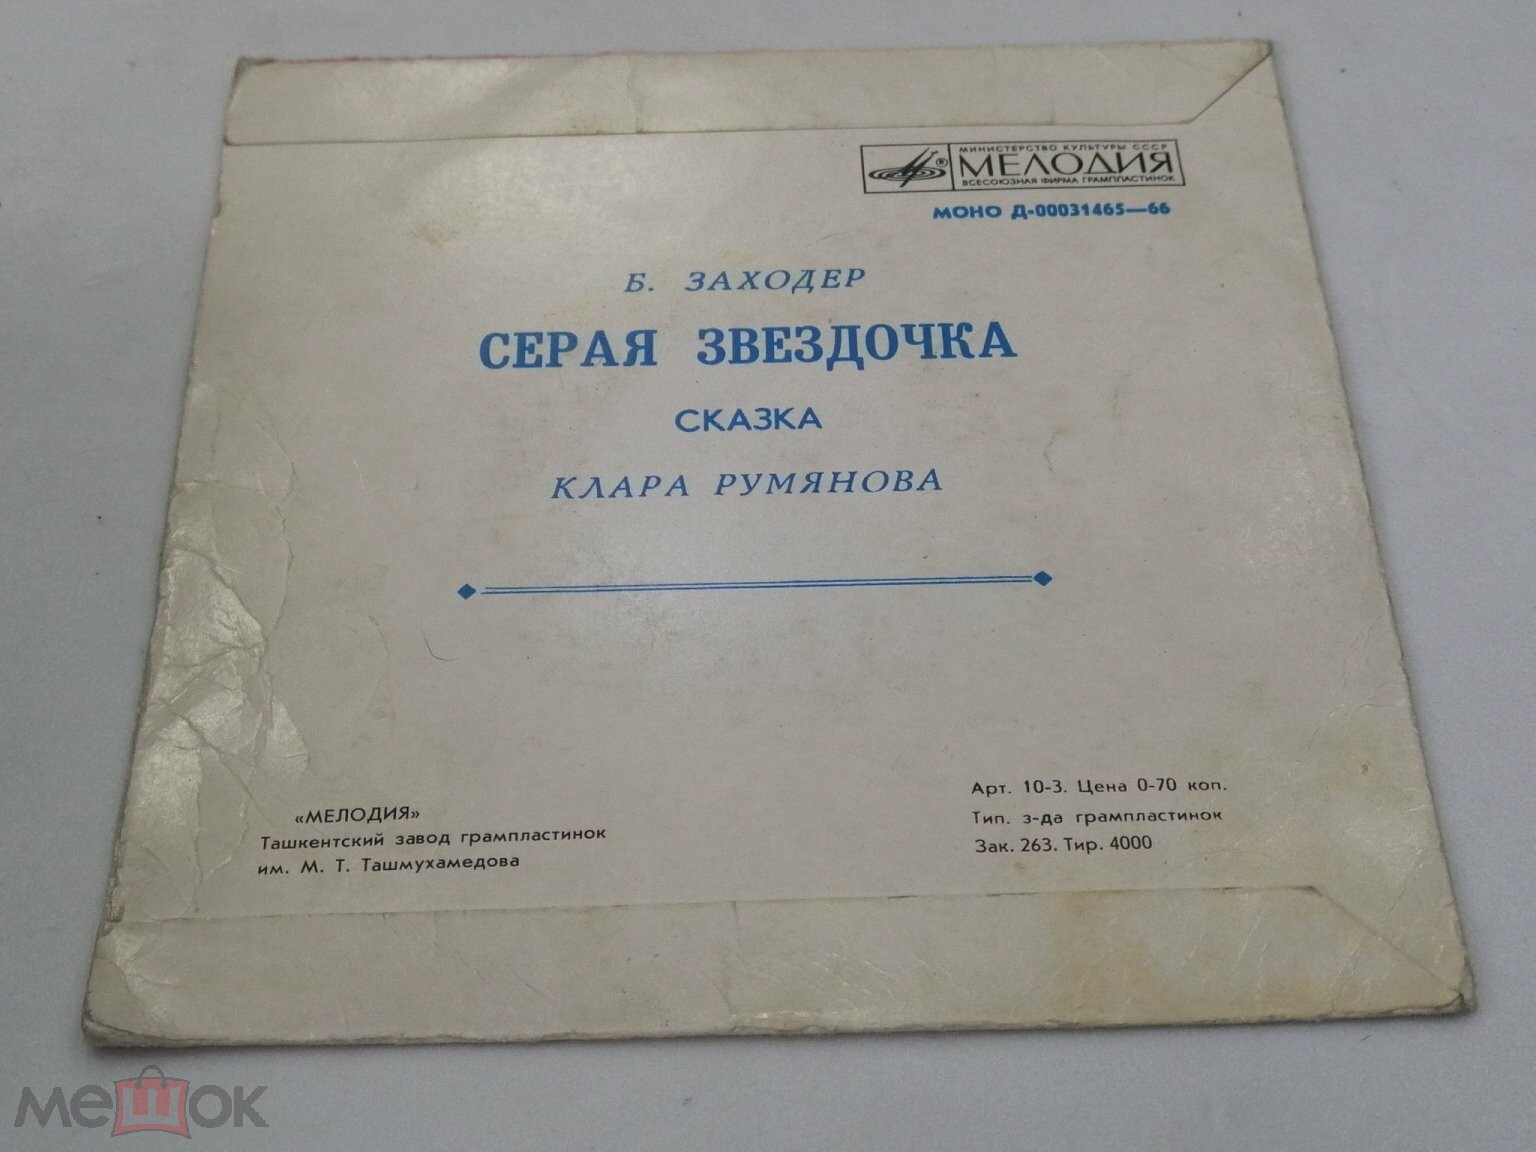 МИНИСТЕРСТВО КУЛЬТУРЫ СССР
МЕЛОДИЯ
ВСЕСОЮЗНАЯ ФИРМА ГРАМПЛАСТИНОК
МОНО Д-00031465—66
Б. ЗАХОДЕР
СЕРАЯ ЗВЕЗДОЧКА
СКАЗКА
КЛАРА РУМЯНОВА
«МЕЛОДИЯ»
Ташкентский завод грампластинок
им. М. Т. Ташмухамедова
Арт. 10-3. Цена 0-70 коп.
Тип. з-да грампластинок
Зак. 263. Тир. 4000
мешок